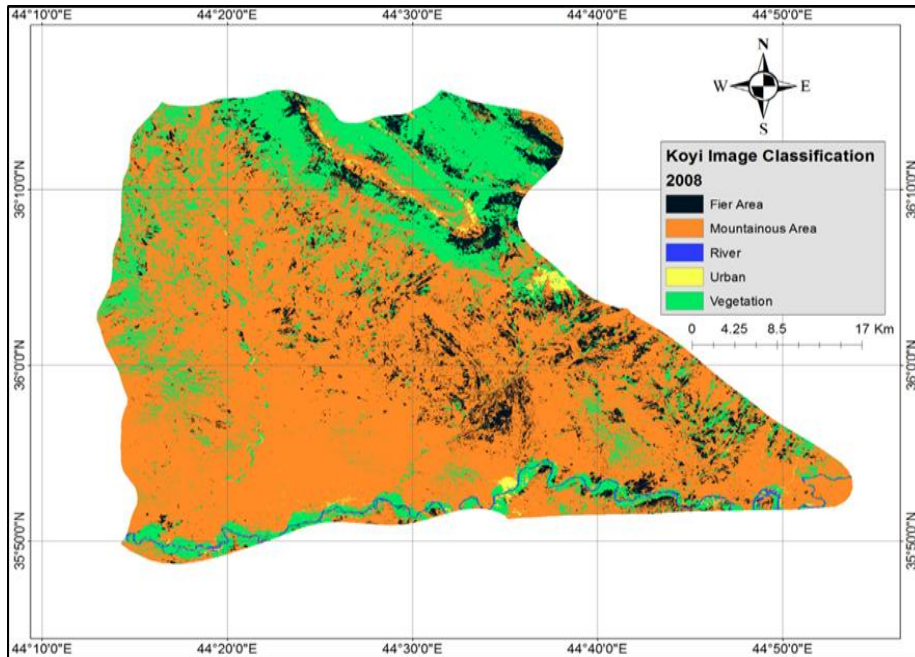 44°10'0"E 44°20'0"E 44°30'0"E 44°40'0"E 44°50'0"E
N
W E
S
Koyi Image Classification
2008
Fier Area
Mountainous Area
River
Urban
Vegetation
0 4.25 8.5 17 Km
36°10'0"N 36°10'0"N
36°0'0"N 36°0'0"N
35°50'0"N 35°50'0"N
44°10'0"E 44°20'0"E 44°30'0"E 44°40'0"E 44°50'0"E